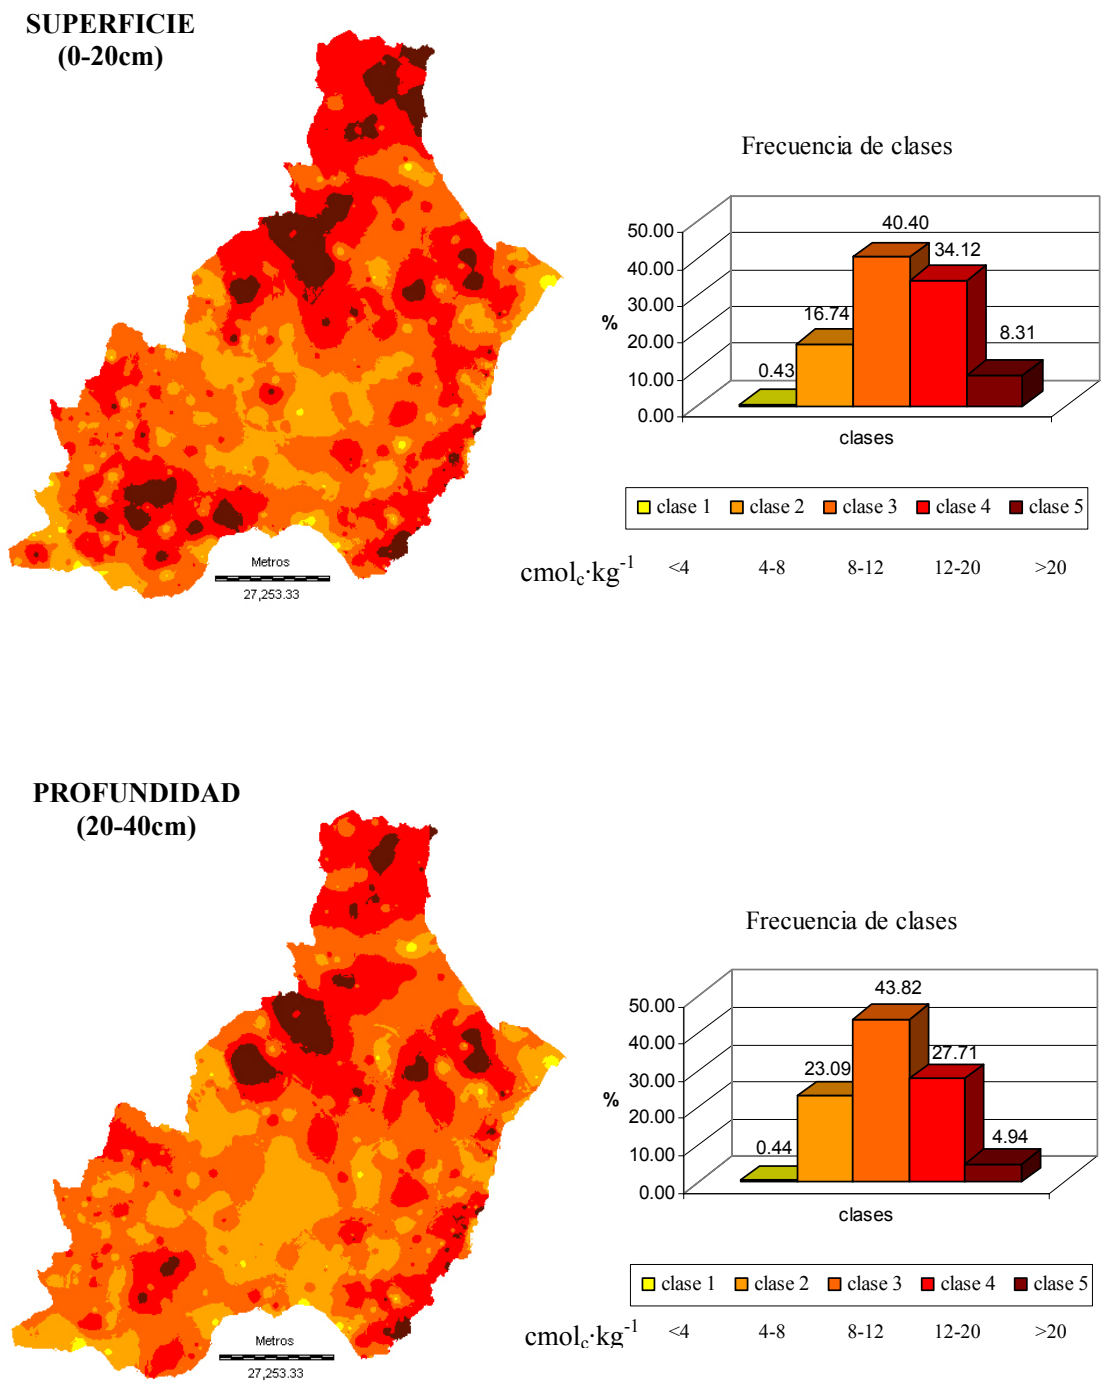 SUPERFICIE
(0-20cm)
Frecuencia de clases
50.00
40.00
30.00
20.00
10.00
0.00
%
0.43
16.74
40.40
34.12
8.31
clases
clase 1 clase 2 clase 3 clase 4 clase 5
cmolc·kg-1 <4 4-8 8-12 12-20 >20
Metros
27,253.33
PROFUNDIDAD
(20-40cm)
Frecuencia de clases
50.00
40.00
30.00
20.00
10.00
0.00
%
0.44
23.09
43.82
27.71
4.94
clases
clase 1 clase 2 clase 3 clase 4 clase 5
cmolc·kg-1 <4 4-8 8-12 12-20 >20
Metros
27,253.33